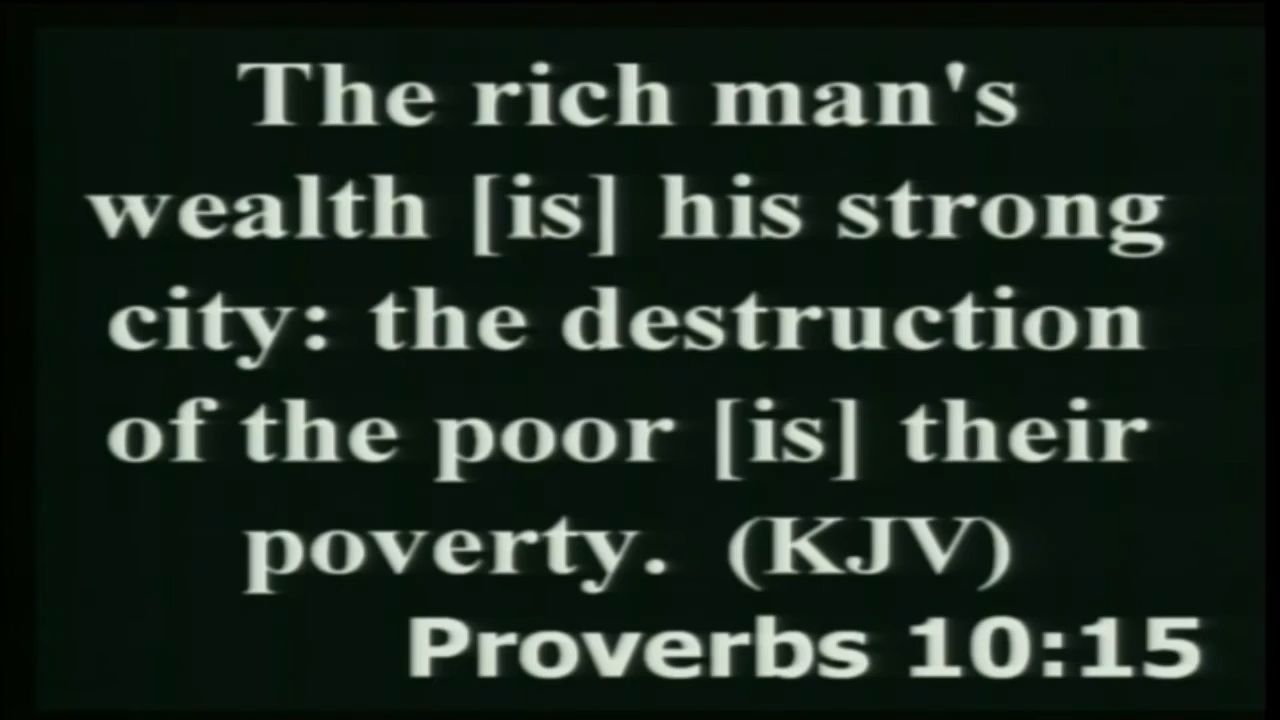 The rich man's
wealth [is] his strong
city: the destruction
of the poor [is] their
poverty. (KJV)
Proverbs 10:15